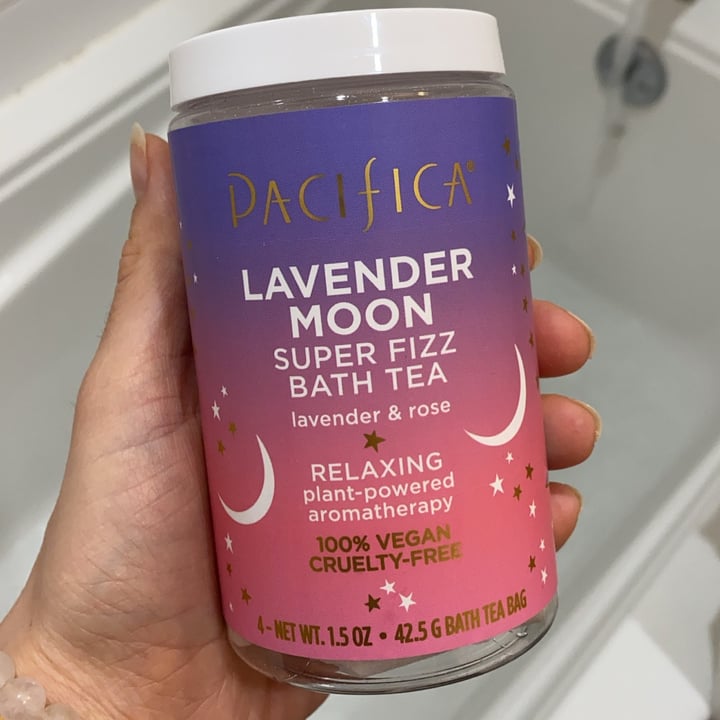 PACIFICA®
LAVENDER
MOON
SUPER FIZZ
BATH TEA
lavender & rose
RELAXING
plant-powered
aromatherapy
100% VEGAN
CRUELTY-FREE
4-NET WT. 1.5 OZ • 42.5 G BATH TEA BAG